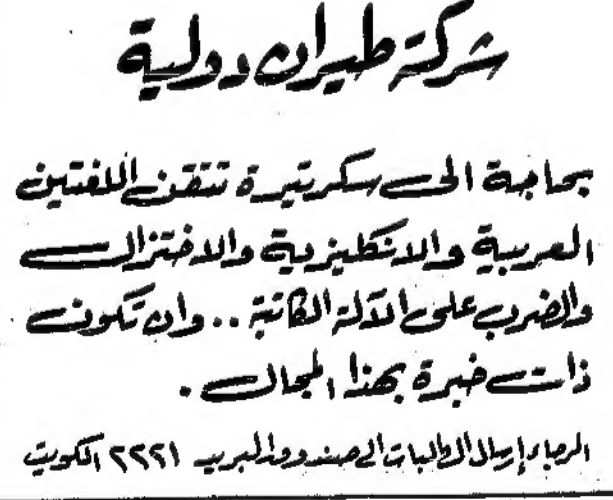 شركة طيران دولية
بحاجة الى سكرتيرة تتقن اللغتين
العربية والانكليزية والاختزال
والضرب على الآلة الكاتبة .. وان تكون
ذات خبرة بهذا المجال .
الرجاء إرسال الطلبات الى صندوق البريد ٢٢٢١ الكويت